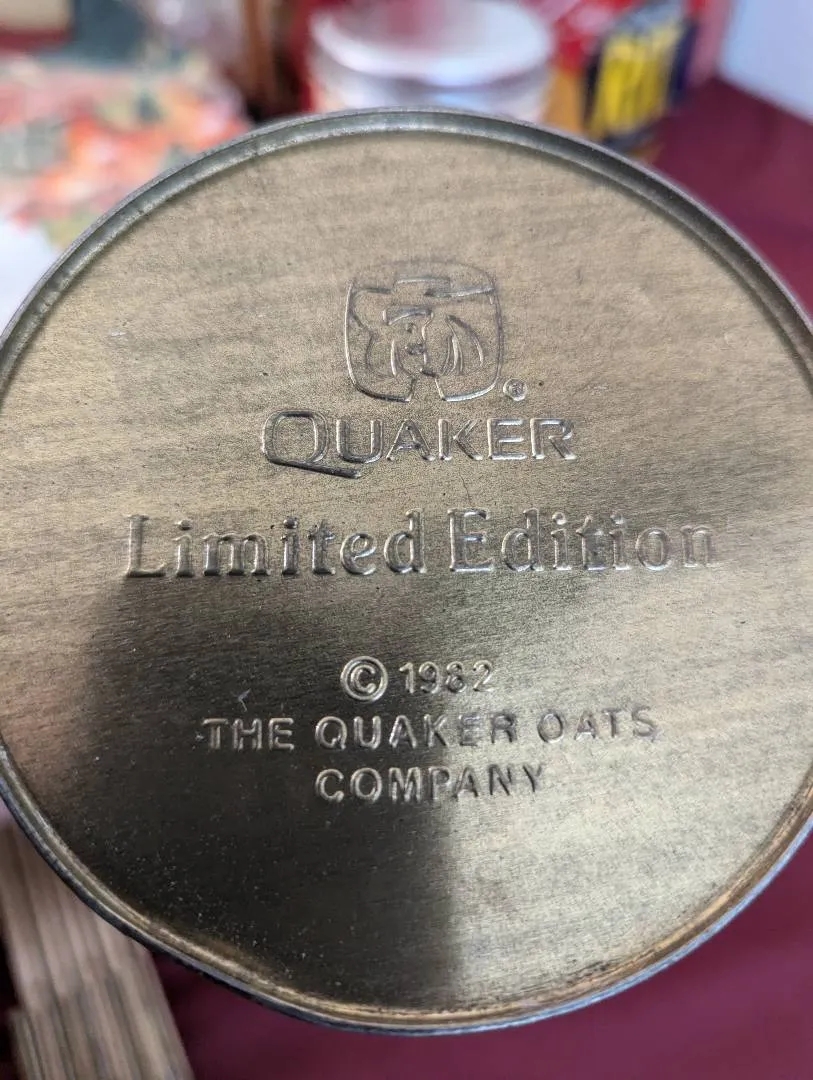 ®
QUAKER
Limited Edition
© 1982
THE QUAKER OATS
COMPANY